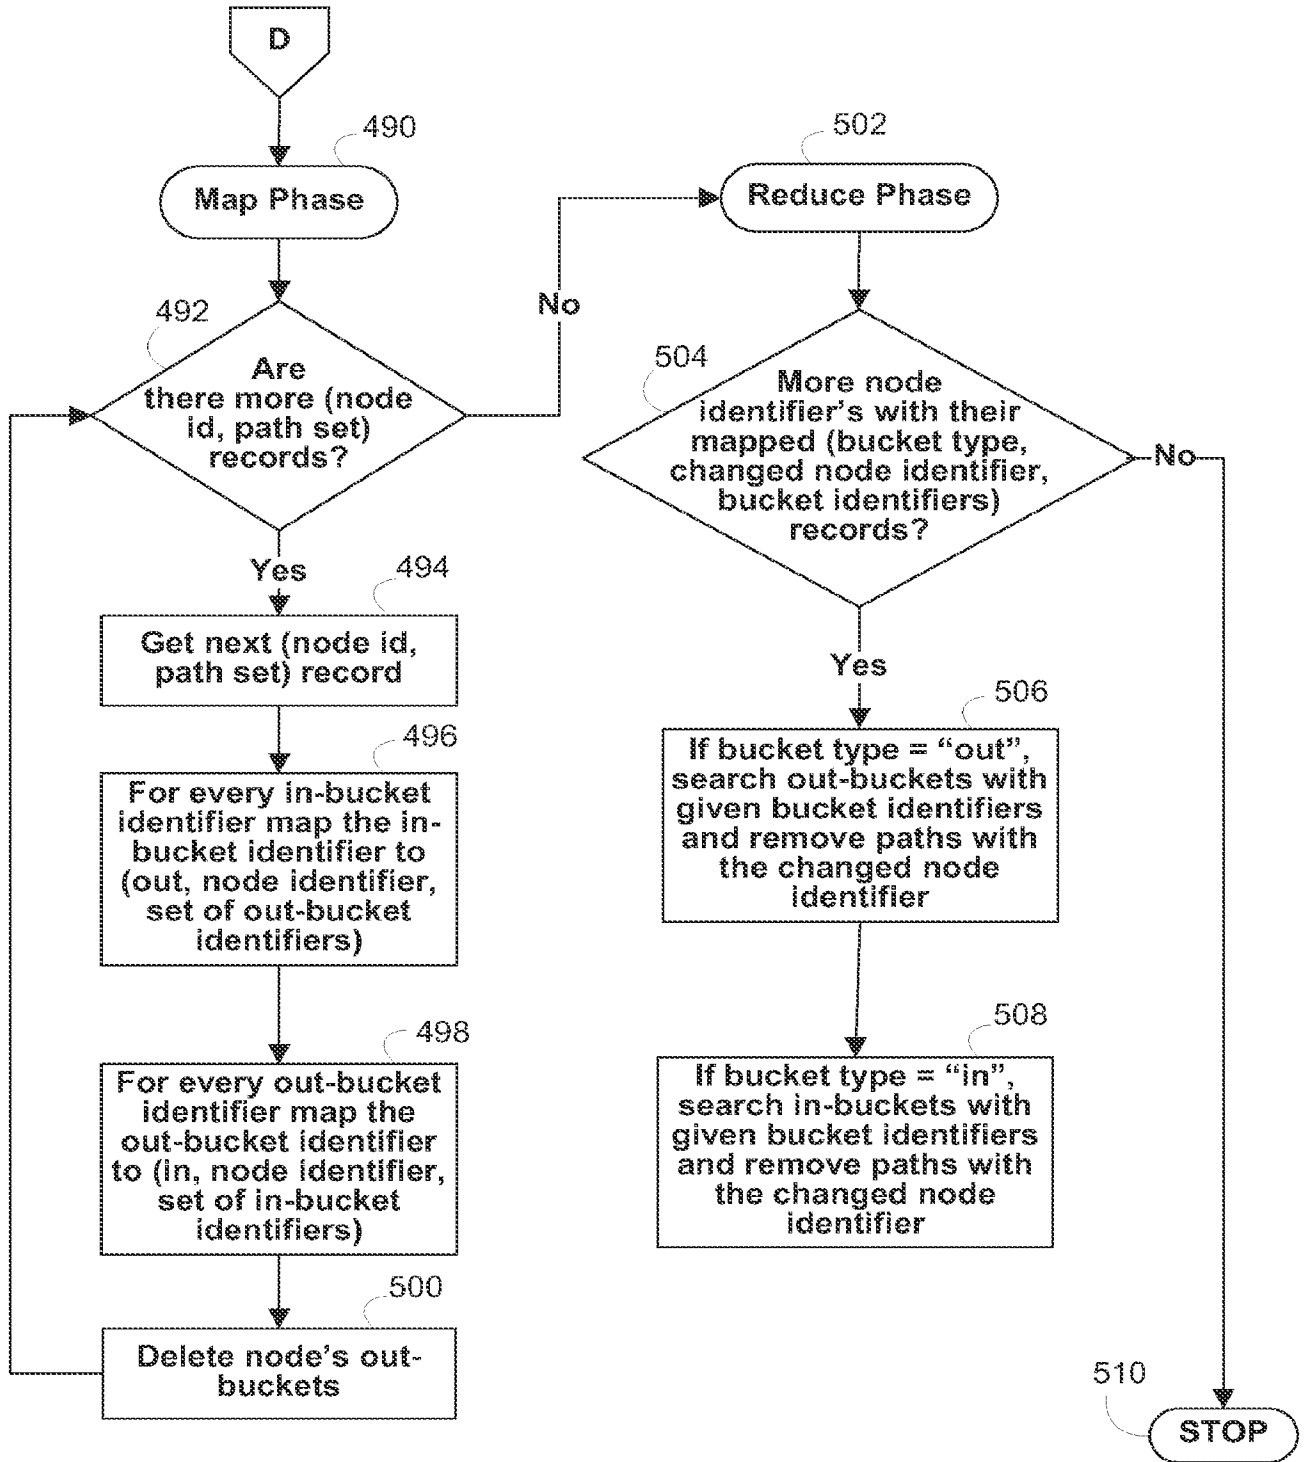 D
490
Map Phase
492
Are
there more (node
id, path set)
records?
No
Yes
494
Get next (node id,
path set) record
496
For every in-bucket
identifier map the in-
bucket identifier to
(out, node identifier,
set of out-bucket
identifiers)
498
For every out-bucket
identifier map the
out-bucket identifier
to (in, node identifier,
set of in-bucket
identifiers)
500
Delete node's out-
buckets
502
Reduce Phase
504
More node
identifier's with their
mapped (bucket type,
changed node identifier,
bucket identifiers)
records?
No
Yes
506
If bucket type = “out”,
search out-buckets with
given bucket identifiers
and remove paths with
the changed node
identifier
508
If bucket type = “in”,
search in-buckets with
given bucket identifiers
and remove paths with
the changed node
identifier
510
STOP